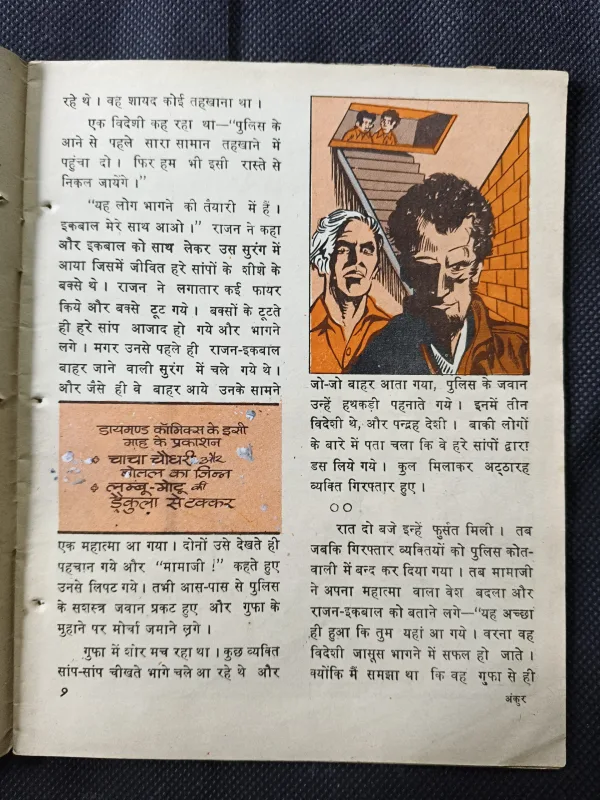 रहे थे । वह शायद कोई तहखाना था ।
एक विदेशी कह रहा था—“पुलिस के
आने से पहले सारा सामान तहखाने में
पहुंचा दो । फिर हम भी इसी रास्ते से
निकल जायेंगे ।”
“यह लोग भागने की तैयारी में हैं ।
इकबाल मेरे साथ आओ ।” राजन ने कहा
और इकबाल को साथ लेकर उस सुरंग में
आया जिसमें जीवित हरे सांपों के शीशे के
बक्से थे । राजन ने लगातार कई फायर
किये और बक्से टूट गये । बक्सों के टूटते
ही हरे सांप आजाद हो गये और भागने
लगे । मगर उनसे पहले ही राजन-इकबाल
बाहर जाने वाली सुरंग में चले गये थे ।
और जैसे ही वे बाहर आये उनके सामने
डायमण्ड कॉमिक्स के इसी
माह के प्रकाशन
चाचा चौधरी और
बोतल का जिन्न
लम्बू-मोटू की
ड्रैकुला से टक्कर
एक महात्मा आ गया । दोनों उसे देखते ही
पहचान गये और “मामाजी !” कहते हुए
उनसे लिपट गये । तभी आस-पास से पुलिस
के सशस्त्र जवान प्रकट हुए और गुफा के
मुहाने पर मोर्चा जमाने लगे ।
गुफा में शोर मच रहा था । कुछ व्यक्ति
सांप-सांप चीखते भागे चले आ रहे थे और
९
जो-जो बाहर आता गया, पुलिस के जवान
उन्हें हथकड़ी पहनाते गये । इनमें तीन
विदेशी थे, और पन्द्रह देशी । बाकी लोगों
के बारे में पता चला कि वे हरे सांपों द्वारा
डस लिये गये । कुल मिलाकर अट्ठारह
व्यक्ति गिरफ्तार हुए ।
○○
रात दो बजे इन्हें फुर्सत मिली । तब
जबकि गिरफ्तार व्यक्तियों को पुलिस कोत-
वाली में बन्द कर दिया गया । तब मामाजी
ने अपना महात्मा वाला वेश बदला और
राजन-इकबाल को बताने लगे—“यह अच्छा
ही हुआ कि तुम यहां आ गये । वरना वह
विदेशी जासूस भागने में सफल हो जाते ।
क्योंकि मैं समझा था कि वह गुफा से ही
अंकुर